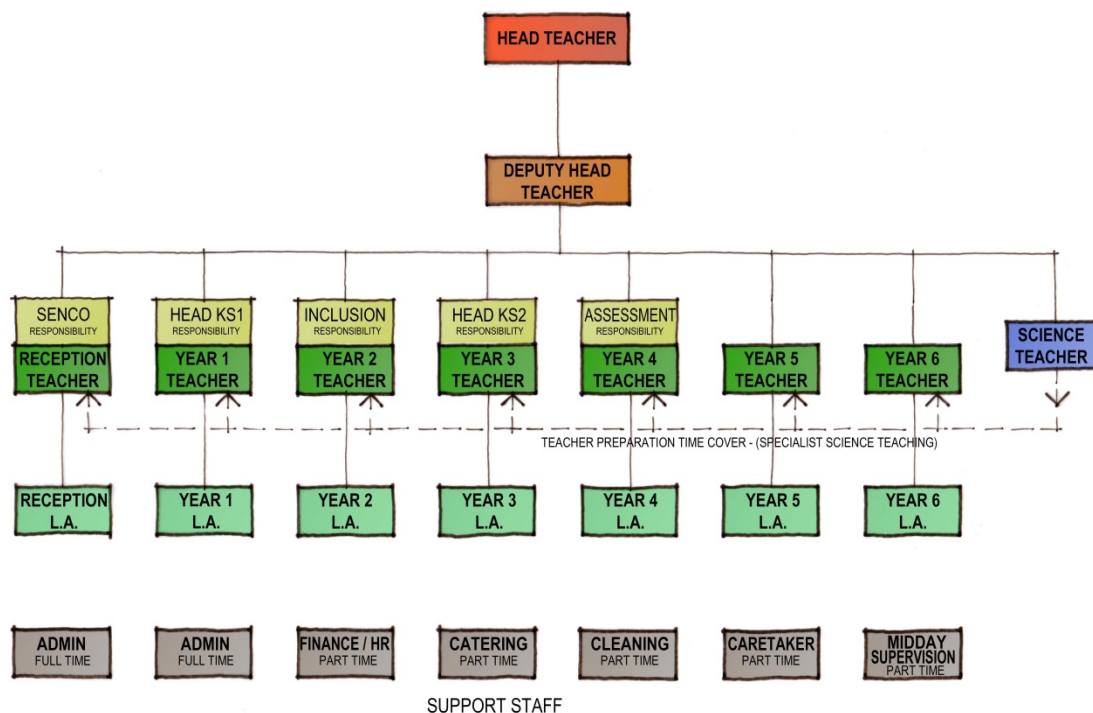 HEAD TEACHER
DEPUTY HEAD
TEACHER
SENCO
RESPONSIBILITY
RECEPTION
TEACHER
HEAD KS1
RESPONSIBILITY
YEAR 1
TEACHER
INCLUSION
RESPONSIBILITY
YEAR 2
TEACHER
HEAD KS2
RESPONSIBILITY
YEAR 3
TEACHER
ASSESSMENT
RESPONSIBILITY
YEAR 4
TEACHER
YEAR 5
TEACHER
YEAR 6
TEACHER
SCIENCE
TEACHER
TEACHER PREPARATION TIME COVER - (SPECIALIST SCIENCE TEACHING)
RECEPTION
L.A.
YEAR 1
L.A.
YEAR 2
L.A.
YEAR 3
L.A.
YEAR 4
L.A.
YEAR 5
L.A.
YEAR 6
L.A.
ADMIN
FULL TIME
ADMIN
FULL TIME
FINANCE / HR
PART TIME
CATERING
PART TIME
CLEANING
PART TIME
CARETAKER
PART TIME
MIDDAY
SUPERVISION
PART TIME
SUPPORT STAFF